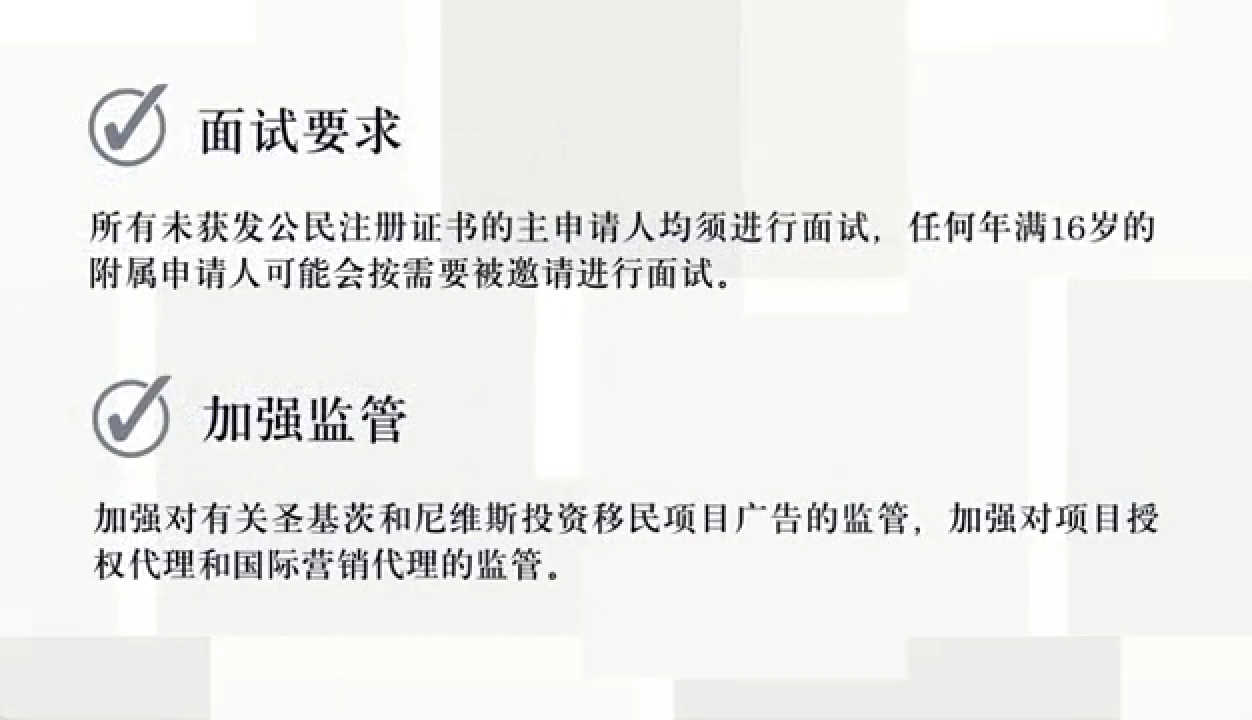 面试要求
所有未获发公民注册证书的主申请人均须进行面试，任何年满16岁的
附属申请人可能会按需要被邀请进行面试。
加强监管
加强对有关圣基茨和尼维斯投资移民项目广告的监管，加强对项目授
权代理和国际营销代理的监管。